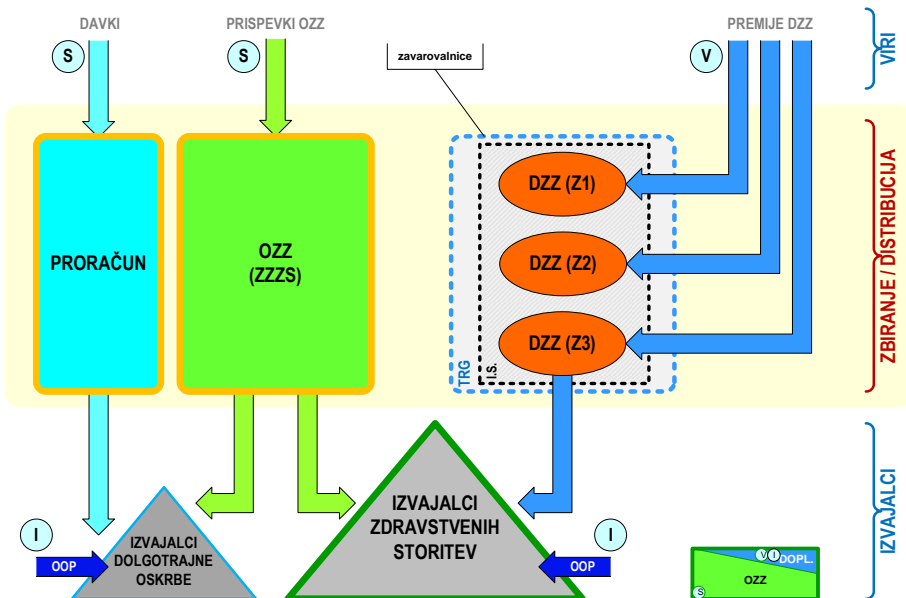 DAVKI
PRISPEVKI OZZ
PREMIJE DZZ
S
S
V
zavarovalnice
VIRI
PRORAČUN
OZZ
(ZZZS)
DZZ (Z1)
DZZ (Z2)
DZZ (Z3)
TRG
I.S.
ZBIRANJE / DISTRIBUCIJA
I
OOP
IZVAJALCI
DOLGOTRAJNE
OSKRBE
IZVAJALCI
ZDRAVSTVENIH
STORITEV
I
OOP
V I DOPL.
OZZ
S
IZVAJALCI